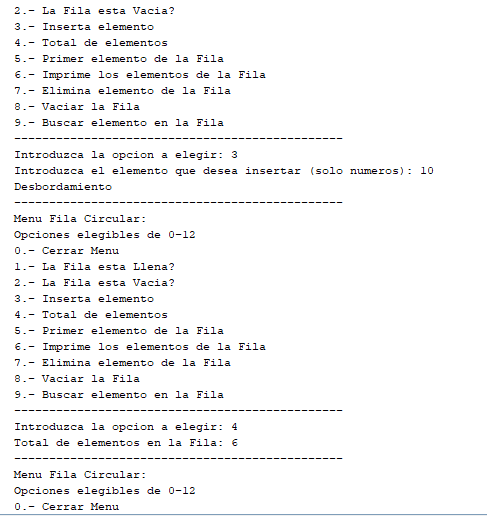 2.- La Fila esta Vacia?
3.- Inserta elemento
4.- Total de elementos
5.- Primer elemento de la Fila
6.- Imprime los elementos de la Fila
7.- Elimina elemento de la Fila
8.- Vaciar la Fila
9.- Buscar elemento en la Fila
-----------------------------------------------
Introduzca la opcion a elegir: 3
Introduzca el elemento que desea insertar (solo numeros): 10
Desbordamiento
-----------------------------------------------
Menu Fila Circular:
Opciones elegibles de 0-12
0.- Cerrar Menu
1.- La Fila esta Llena?
2.- La Fila esta Vacia?
3.- Inserta elemento
4.- Total de elementos
5.- Primer elemento de la Fila
6.- Imprime los elementos de la Fila
7.- Elimina elemento de la Fila
8.- Vaciar la Fila
9.- Buscar elemento en la Fila
-----------------------------------------------
Introduzca la opcion a elegir: 4
Total de elementos en la Fila: 6
-----------------------------------------------
Menu Fila Circular:
Opciones elegibles de 0-12
0.- Cerrar Menu